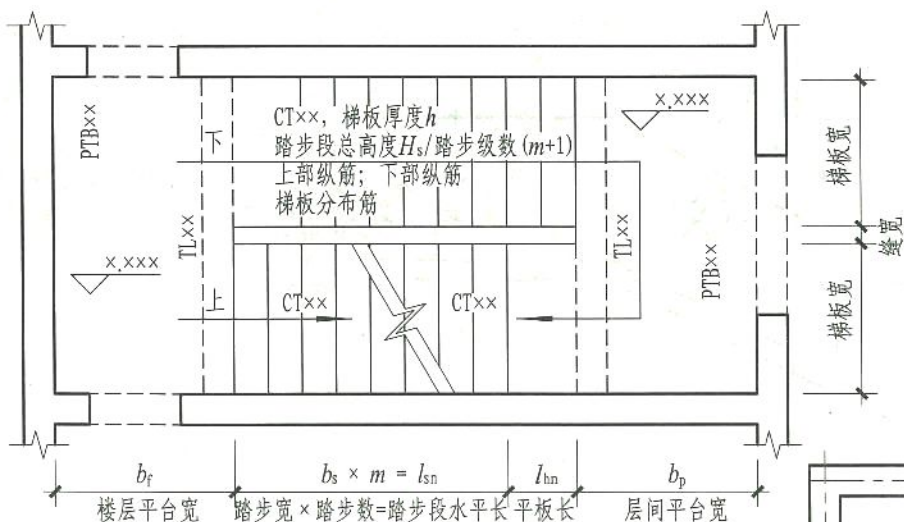 CT××，梯板厚度h
踏步段总高度Hs/踏步级数(m+1)
上部纵筋；下部纵筋
梯板分布筋
下
上
PTB××
TL××
×.×××
CT××
CT××
×.×××
TL××
PTB××
梯板宽
缝宽
梯板宽
bf
bs × m = lsn
lhn
bp
楼层平台宽
踏步宽×踏步数=踏步段水平长
平板长
层间平台宽